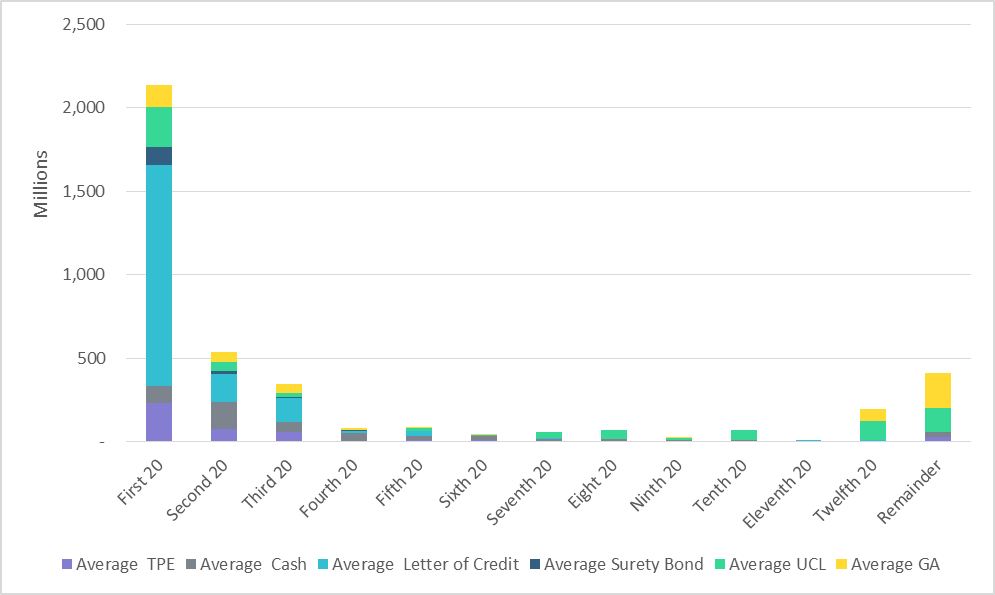 2,500
2,000
1,500
1,000
500
-
Millions
First 20
Second 20
Third 20
Fourth 20
Fifth 20
Sixth 20
Seventh 20
Eight 20
Ninth 20
Tenth 20
Eleventh 20
Twelfth 20
Remainder
Average TPE Average Cash Average Letter of Credit Average Surety Bond Average UCL Average GA